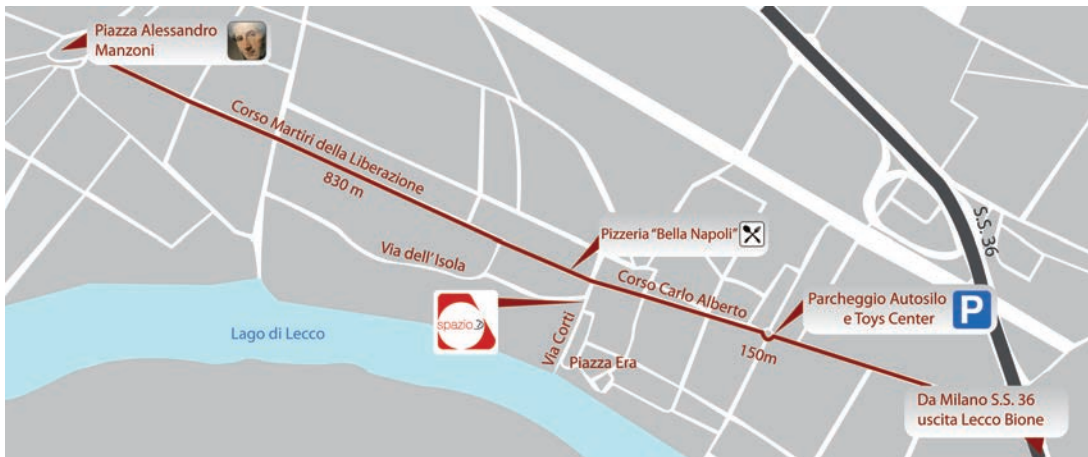 Piazza Alessandro
Manzoni
Corso Martiri della Liberazione
830 m
S.S. 36
Pizzeria "Bella Napoli"
Via dell'Isola
Corso Carlo Alberto
Parcheggio Autosilo
e Toys Center
P
spazio
Lago di Lecco
Via Corti
150m
Piazza Era
Da Milano S.S. 36
uscita Lecco Bione